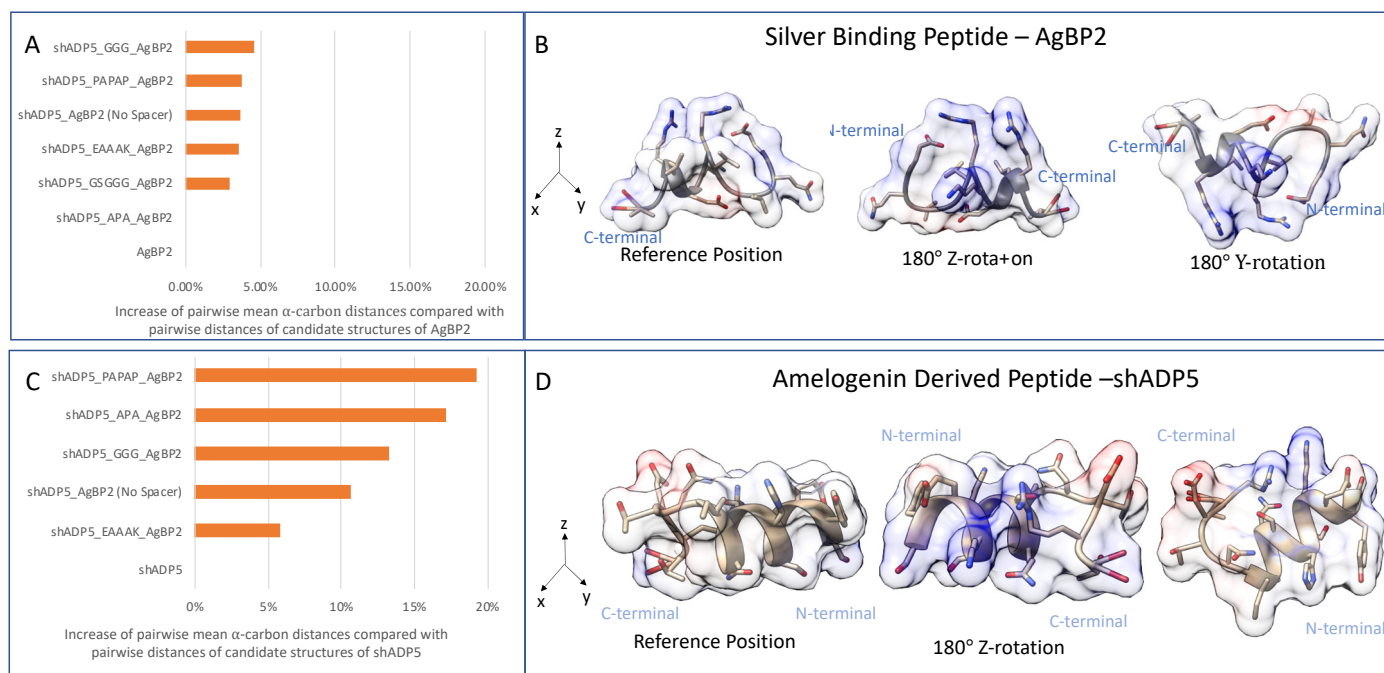 A
shADP5_GGG_AgBP2
shADP5_PAPAP_AgBP2
shADP5_AgBP2 (No Spacer)
shADP5_EAAAK_AgBP2
shADP5_GSGGG_AgBP2
shADP5_APA_AgBP2
AgBP2
0.00% 5.00% 10.00% 15.00% 20.00%
Increase of pairwise mean α-carbon distances compared with
pairwise distances of candidate structures of AgBP2
B
Silver Binding Peptide – AgBP2
z
x
y
C-terminal
Reference Position
N-terminal
C-terminal
180° Z-rota+on
C-terminal
N-terminal
180° Y-rotation
C
shADP5_PAPAP_AgBP2
shADP5_APA_AgBP2
shADP5_GGG_AgBP2
shADP5_AgBP2 (No Spacer)
shADP5_EAAAK_AgBP2
shADP5
0% 5% 10% 15% 20%
Increase of pairwise mean α-carbon distances compared with
pairwise distances of candidate structures of shADP5
D
Amelogenin Derived Peptide –shADP5
z
x
y
C-terminal
N-terminal
Reference Position
N-terminal
C-terminal
180° Z-rotation
C-terminal
N-terminal